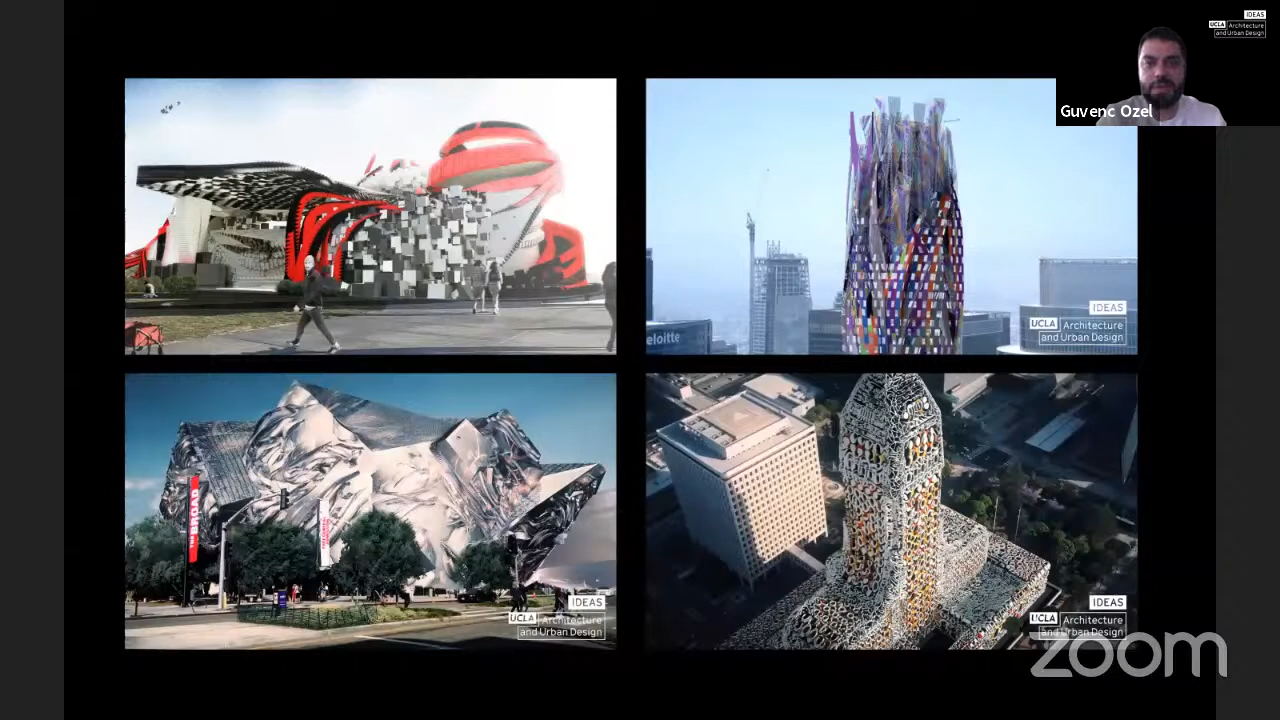 IDEAS
UCLA Architecture
and Urban Design
Guvenc Ozel
eloitte
IDEAS
UCLA Architecture
and Urban Design
THE BROAD
IDEAS
UCLA Architecture
and Urban Design
IDEAS
UCLA Architecture
and Urban Design
zoom